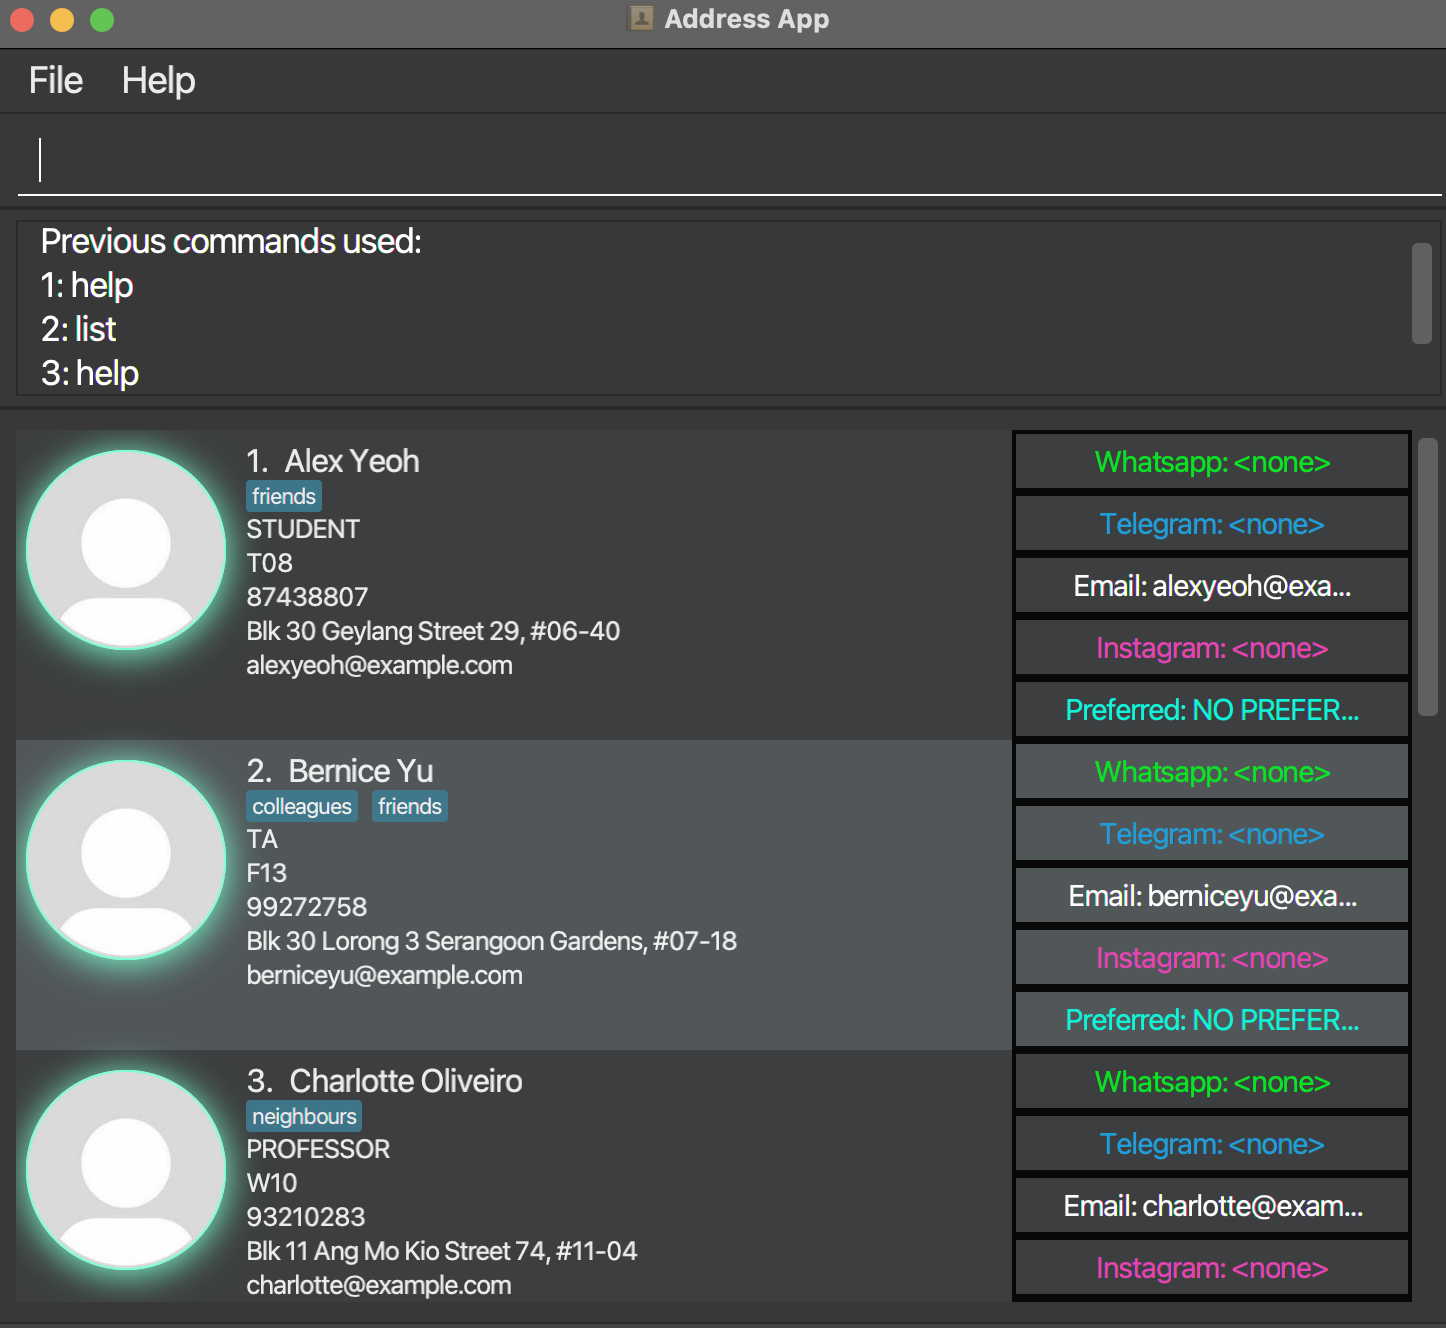 Address App
File Help
Previous commands used:
1: help
2: list
3: help
1. Alex Yeoh
friends
STUDENT
T08
87438807
Blk 30 Geylang Street 29, #06-40
alexyeoh@example.com
Whatsapp: <none>
Telegram: <none>
Email: alexyeoh@exa...
Instagram: <none>
Preferred: NO PREFER...
2. Bernice Yu
colleagues friends
TA
F13
99272758
Blk 30 Lorong 3 Serangoon Gardens, #07-18
berniceyu@example.com
Whatsapp: <none>
Telegram: <none>
Email: berniceyu@exa...
Instagram: <none>
Preferred: NO PREFER...
3. Charlotte Oliveiro
neighbours
PROFESSOR
W10
93210283
Blk 11 Ang Mo Kio Street 74, #11-04
charlotte@example.com
Whatsapp: <none>
Telegram: <none>
Email: charlotte@exam...
Instagram: <none>